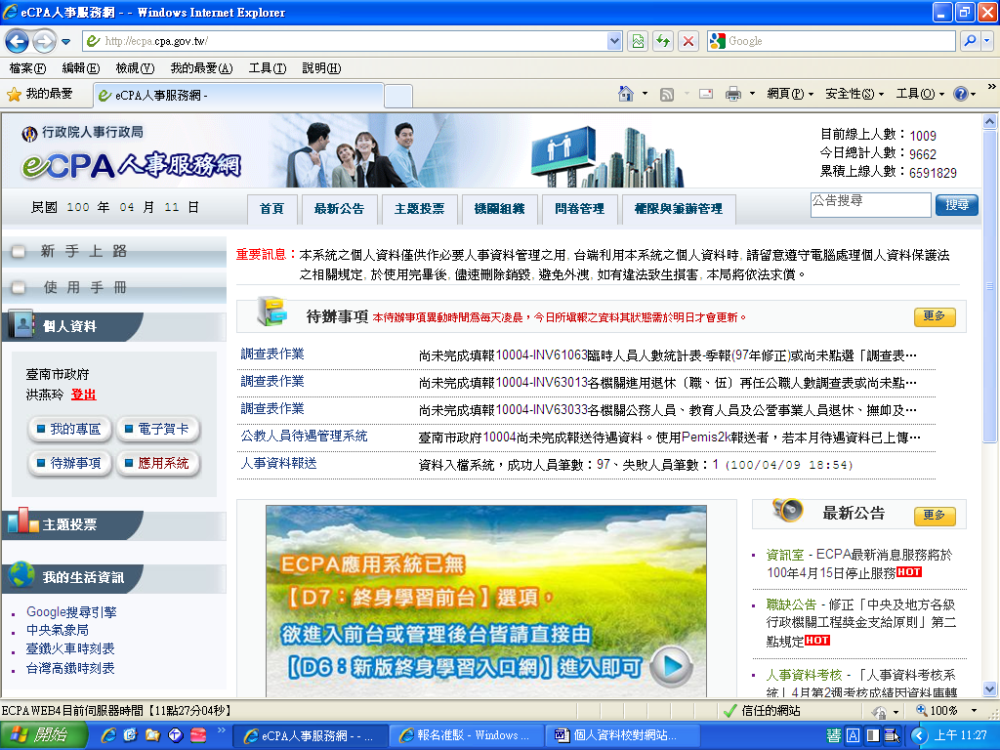 eCPA人事服務網 - - Windows Internet Explorer
http://ecpa.cpa.gov.tw/
Google
檔案(F) 編輯(E) 檢視(V) 我的最愛(A) 工具(T) 說明(H)
我的最愛
eCPA人事服務網 -
網頁(P) 安全性(S) 工具(O)
行政院人事行政局
eCPA人事服務網
目前線上人數：1009
今日總計人數：9662
累積上線人數：6591829
民國 100 年 04 月 11 日
首頁 最新公告 主題投票 機關組織 問卷管理 權限與兼辦管理
公告搜尋 搜尋
新手上路
使用手冊
個人資料
臺南市政府
洪燕玲 登出
我的專區 電子賀卡
待辦事項 應用系統
主題投票
我的生活資訊
Google搜尋引擎
中央氣象局
臺鐵火車時刻表
台灣高鐵時刻表
重要訊息：本系統之個人資料僅供作必要人事資料管理之用, 台端利用本系統之個人資料時, 請留意遵守電腦處理個人資料保護法
之相關規定, 於使用完畢後, 儘速刪除銷毀, 避免外洩, 如有違法致生損害, 本局將依法求償。
待辦事項 本待辦事項異動時間為每天凌晨，今日所填報之資料其狀態需於明日才會更新。 更多
調查表作業 尚未完成填報10004-INV61063臨時人員人數統計表-季報(97年修正)或尚未點選「調查表…
調查表作業 尚未完成填報10004-INV63013各機關進用退休〔職、伍〕再任公職人數調查表或尚未點…
調查表作業 尚未完成填報10004-INV63033各機關公務人員、教育人員及公營事業人員退休、撫卹及…
公教人員待遇管理系統 臺南市政府10004尚未完成報送待遇資料。使用Pemis2k報送者，若本月待遇資料已上傳…
人事資料報送 資料入檔系統，成功人員筆數：97、失敗人員筆數：1 (100/04/09 18:54)
ECPA應用系統已無
【D7：終身學習前台】選項。
欲進入前台或管理後台皆請直接由
【D6：新版終身學習入口網】進入即可
最新公告 更多
資訊室 - ECPA最新消息服務將於
100年4月15日停止服務HOT
職缺公告 - 修正「中央及地方各級
行政機關工程獎金支給原則」第二
點規定HOT
人事資料考核 - 「人事資料考核系
統」4月第2週考核成績因資料庫轉
ECPAWEB4目前伺服器時間【11點27分04秒】
信任的網站
100%
開始
eCPA人事服務網 - -...
報名准駁 - Windows ...
個人資料校對網站...
上午 11:27